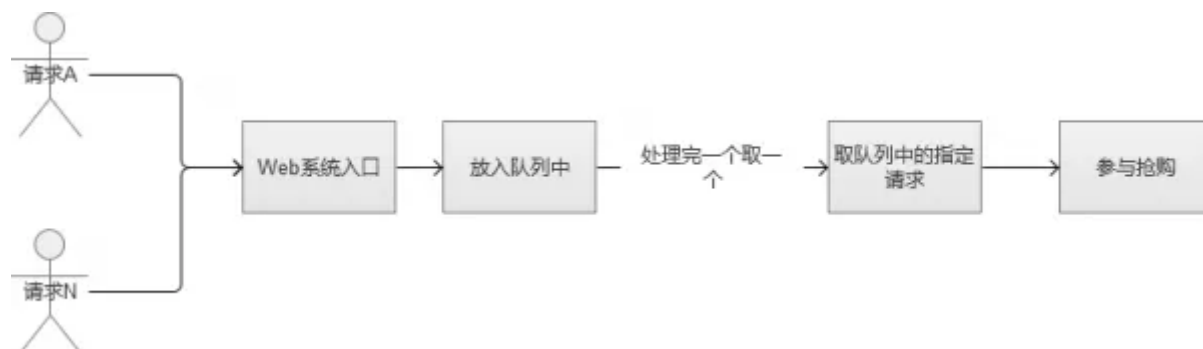 请求A
Web系统入口
放入队列中
处理完一个取一
个
取队列中的指定
请求
参与抢购
请求N